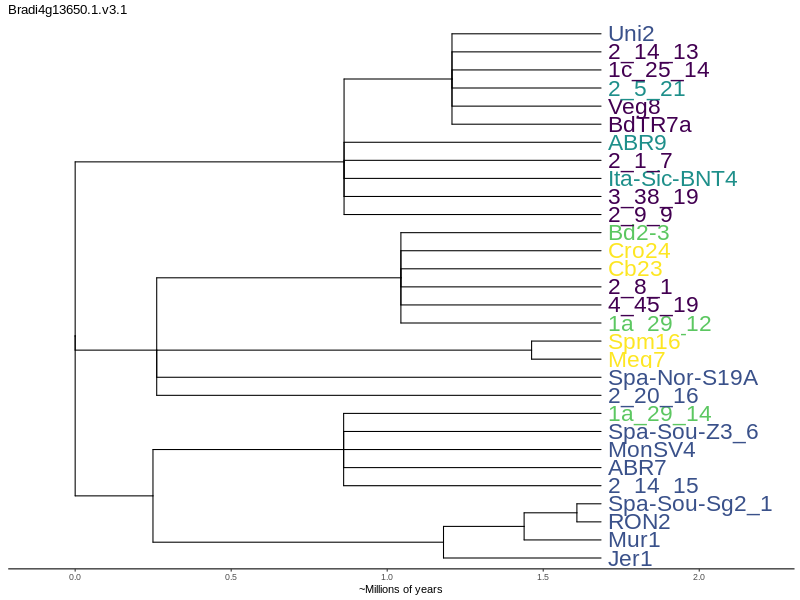 Bradi4g13650.1.v3.1
Uni2
2_14_13
1c_25_14
2_5_21
Veg8
BdTR7a
ABR9
2_1_7
Ita-Sic-BNT4
3_38_19
2_9_9
Bd2-3
Cro24
Cb23
2_8_1
4_45_19
1a_29_12
Spm16
Meg7
Spa-Nor-S19A
2_20_16
1a_29_14
Spa-Sou-Z3_6
MonSV4
ABR7
2_14_15
Spa-Sou-Sg2_1
RON2
Mur1
Jer1
0.0 0.5 1.0 1.5 2.0
~Millions of years